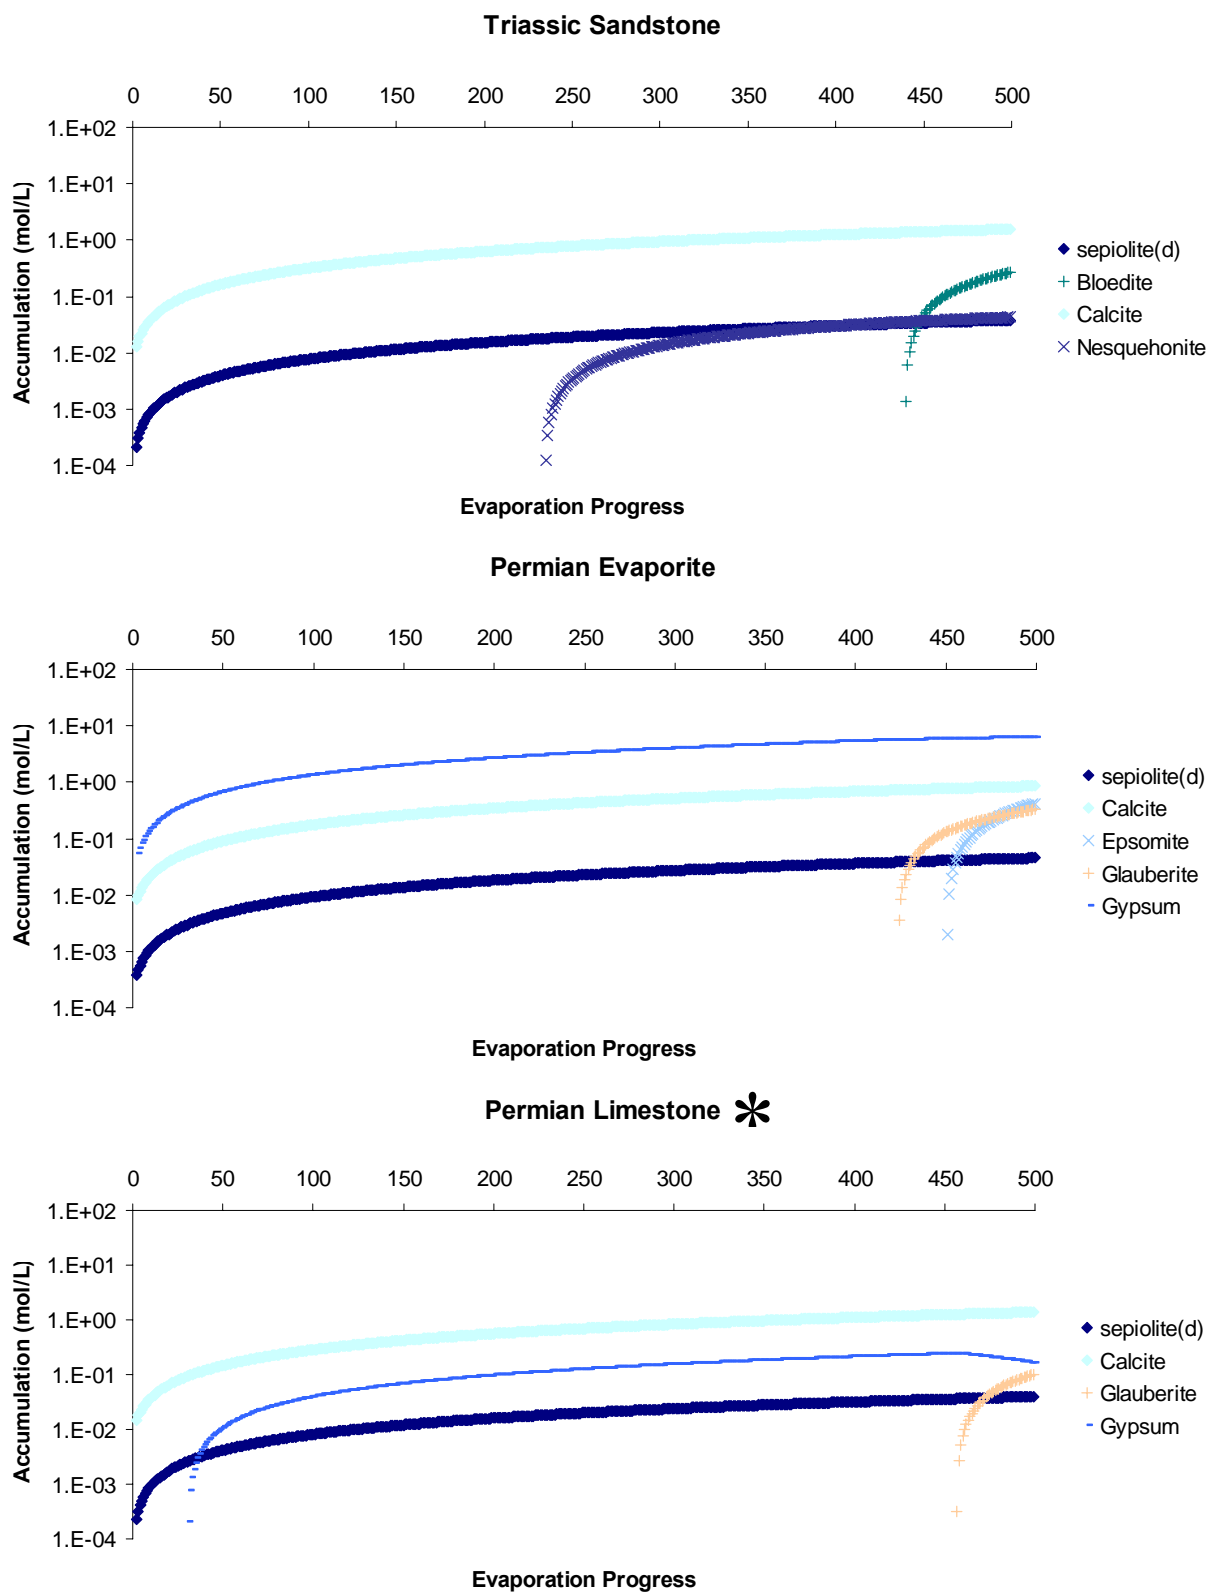 Triassic Sandstone
0 50 100 150 200 250 300 350 400 450 500
1.E+02
1.E+01
1.E+00
1.E-01
1.E-02
1.E-03
1.E-04
Accumulation (mol/L)
sepiolite(d)
Bloedite
Calcite
Nesquehonite
Evaporation Progress
Permian Evaporite
0 50 100 150 200 250 300 350 400 450 500
1.E+02
1.E+01
1.E+00
1.E-01
1.E-02
1.E-03
1.E-04
Accumulation (mol/L)
sepiolite(d)
Calcite
Epsomite
Glauberite
Gypsum
Evaporation Progress
Permian Limestone *
0 50 100 150 200 250 300 350 400 450 500
1.E+02
1.E+01
1.E+00
1.E-01
1.E-02
1.E-03
1.E-04
Accumulation (mol/L)
sepiolite(d)
Calcite
Glauberite
Gypsum
Evaporation Progress